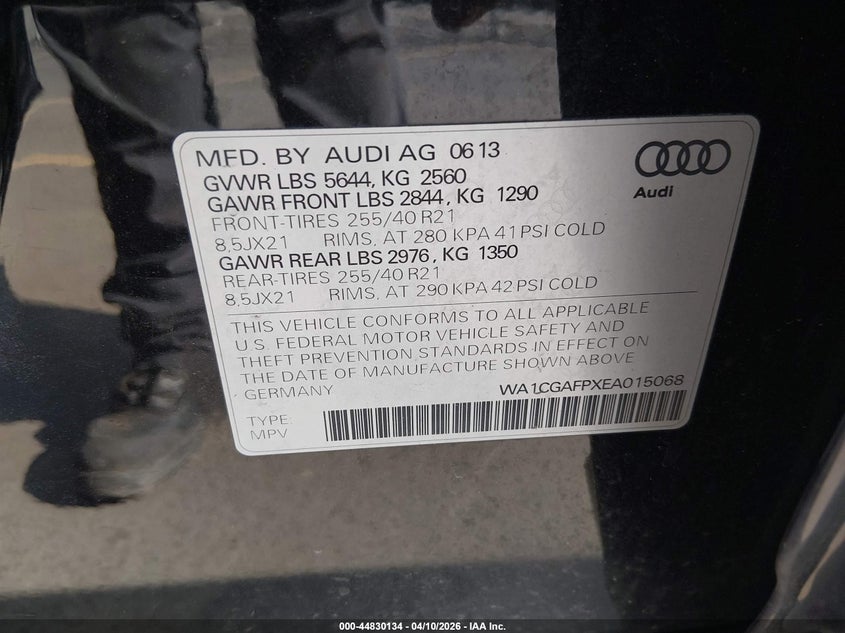 MFD. BY AUDI AG 0613
GVWR LBS 5644, KG 2560
GAWR FRONT LBS 2844, KG 1290
FRONT-TIRES 255/40 R21
8,5JX21 RIMS, AT 280 KPA 41 PSI COLD
GAWR REAR LBS 2976, KG 1350
REAR-TIRES 255/40 R21
8,5JX21 RIMS, AT 290 KPA 42 PSI COLD
Audi
THIS VEHICLE CONFORMS TO ALL APPLICABLE
U.S. FEDERAL MOTOR VEHICLE SAFETY AND
THEFT PREVENTION STANDARDS IN EFFECT ON
THE DATE OF MANUFACTURE SHOWN ABOVE
GERMANY WA1CGAFPXEA015068
TYPE:
MPV
000-44830134 - 04/10/2026 - IAA Inc.